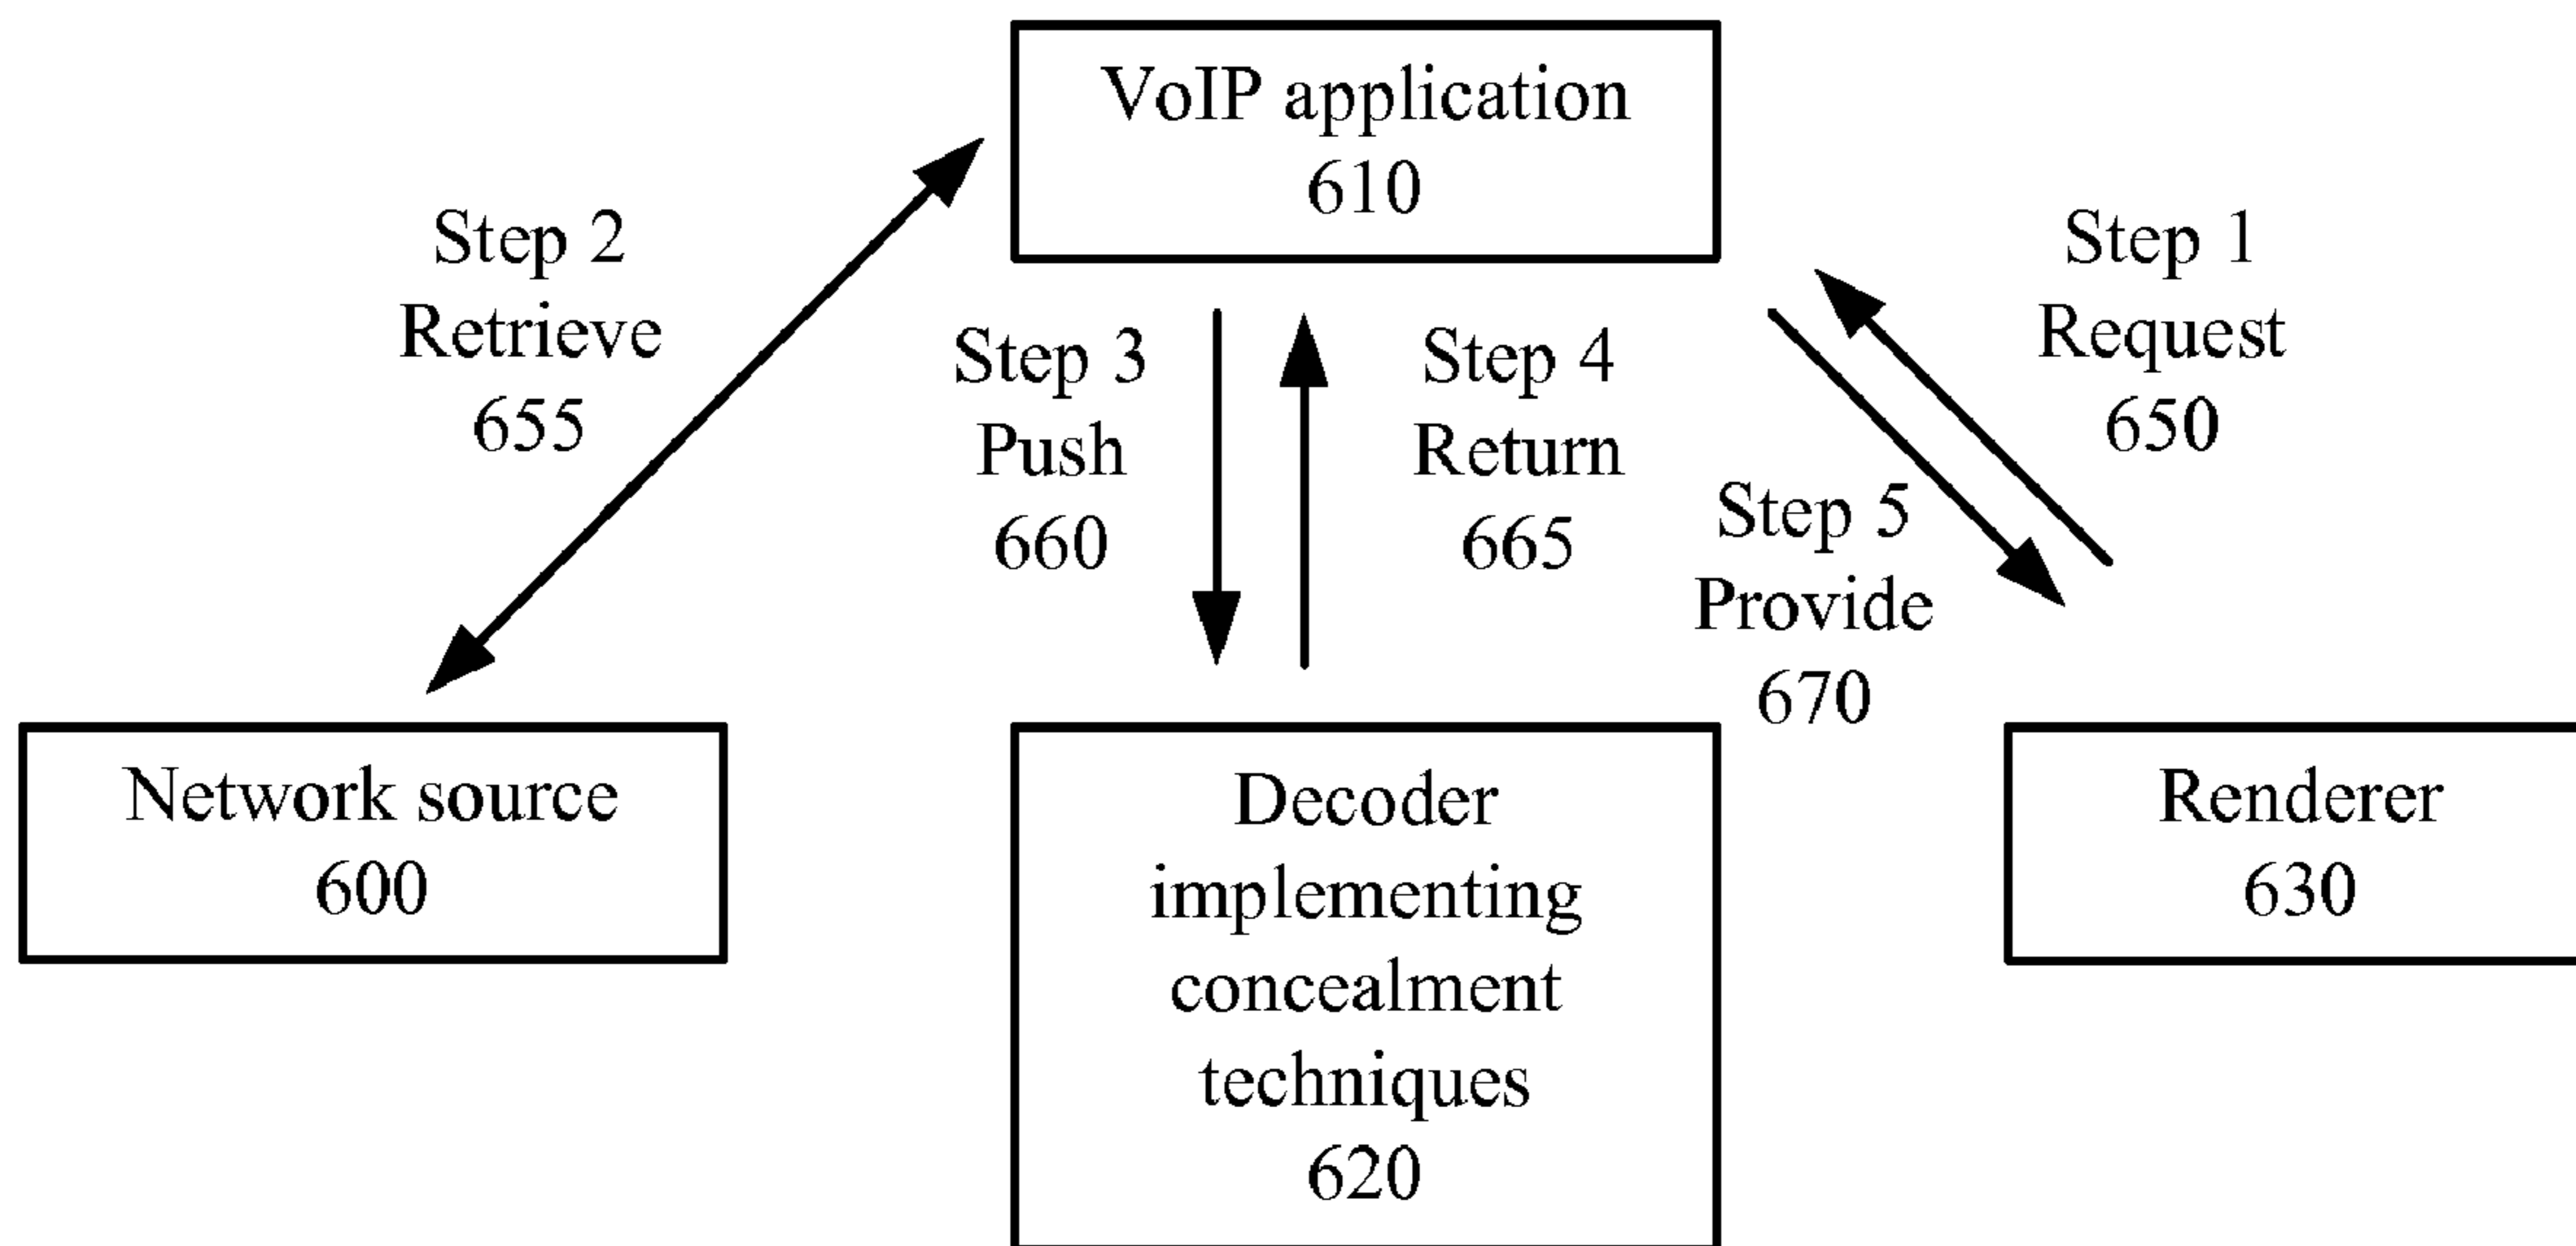 VoIP application
610
Step 2
Retrieve
655
Step 3
Push
660
Step 4
Return
665
Step 1
Request
650
Step 5
Provide
670
Network source
600
Decoder
implementing
concealment
techniques
620
Renderer
630